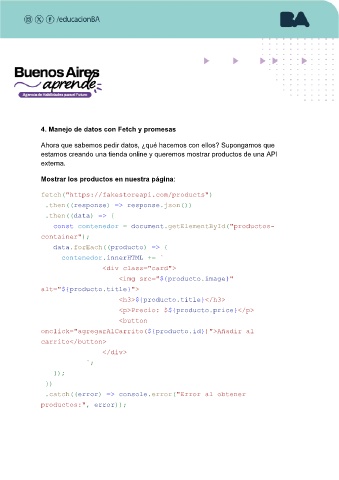 /educacionBA
BA
Buenos Aires
aprende
Agencia de Habilidades para el Futuro
4. Manejo de datos con Fetch y promesas
Ahora que sabemos pedir datos, ¿qué hacemos con ellos? Supongamos que
estamos creando una tienda online y queremos mostrar productos de una API
externa.
Mostrar los productos en nuestra página:
fetch("https://fakestoreapi.com/products")
.then((response) => response.json())
.then((data) => {
const contenedor = document.getElementById("productos-
container");
data.forEach((producto) => {
contenedor.innerHTML += `
<div class="card">
<img src="${producto.image}"
alt="${producto.title}">
<h3>${producto.title}</h3>
<p>Precio: $${producto.price}</p>
<button
onclick="agregarAlCarrito(${producto.id})">Añadir al
carrito</button>
</div>
`;
});
})
.catch((error) => console.error("Error al obtener
productos:", error));